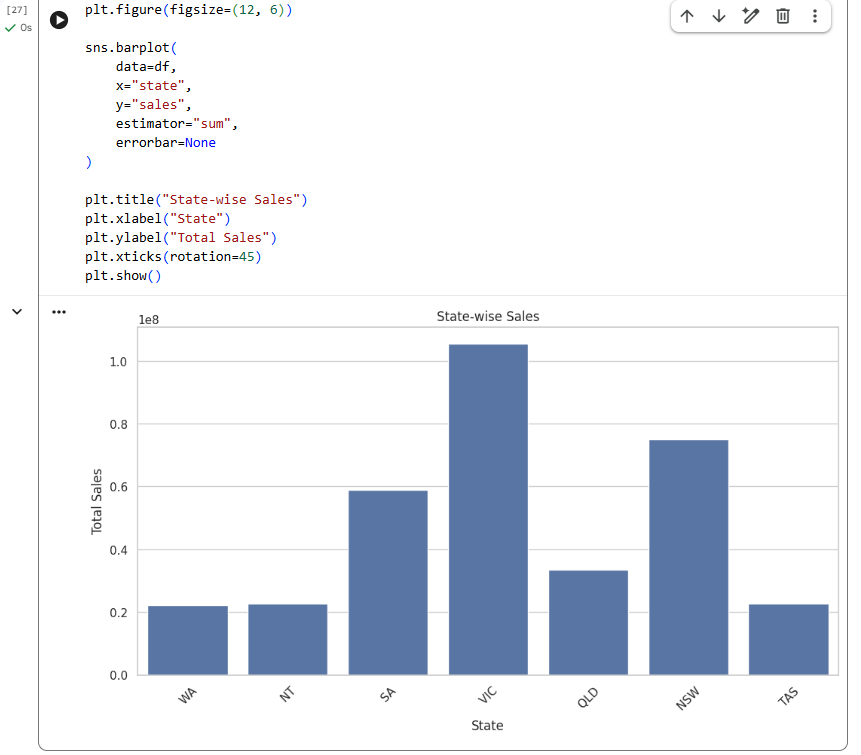 [27]
0s
plt.figure(figsize=(12, 6))
sns.barplot(
    data=df,
    x="state",
    y="sales",
    estimator="sum",
    errorbar=None
)
plt.title("State-wise Sales")
plt.xlabel("State")
plt.ylabel("Total Sales")
plt.xticks(rotation=45)
plt.show()
State-wise Sales
1e8
1.0
0.8
0.6
0.4
0.2
0.0
Total Sales
WA NT SA VIC QLD NSW TAS
State